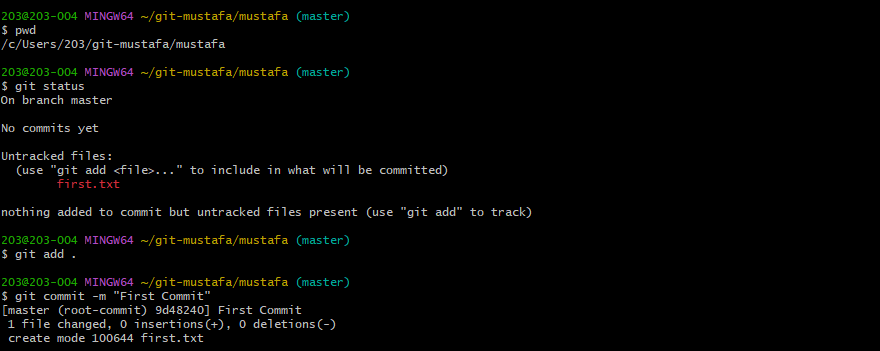 203@203-004 MINGW64 ~/git-mustafa/mustafa (master)
$ pwd
/c/Users/203/git-mustafa/mustafa
203@203-004 MINGW64 ~/git-mustafa/mustafa (master)
$ git status
On branch master
No commits yet
Untracked files:
  (use "git add <file>..." to include in what will be committed)
        first.txt
nothing added to commit but untracked files present (use "git add" to track)
203@203-004 MINGW64 ~/git-mustafa/mustafa (master)
$ git add .
203@203-004 MINGW64 ~/git-mustafa/mustafa (master)
$ git commit -m "First Commit"
[master (root-commit) 9d48240] First Commit
 1 file changed, 0 insertions(+), 0 deletions(-)
 create mode 100644 first.txt